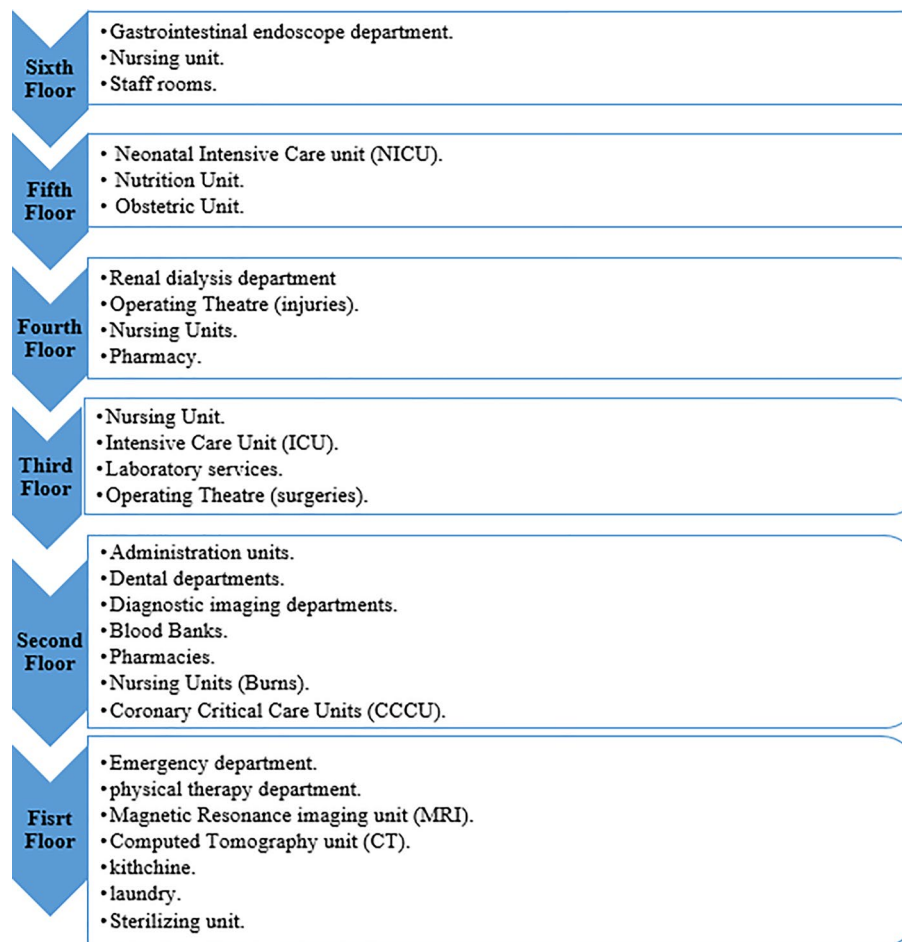 Sixth
Floor
•Gastrointestinal endoscope department.
•Nursing unit.
•Staff rooms.
Fifth
Floor
• Neonatal Intensive Care unit (NICU).
• Nutrition Unit.
• Obstetric Unit.
Fourth
Floor
•Renal dialysis department
•Operating Theatre (injuries).
•Nursing Units.
•Pharmacy.
Third
Floor
•Nursing Unit.
•Intensive Care Unit (ICU).
•Laboratory services.
•Operating Theatre (surgeries).
Second
Floor
•Administration units.
•Dental departments.
•Diagnostic imaging departments.
•Blood Banks.
•Pharmacies.
•Nursing Units (Burns).
•Coronary Critical Care Units (CCCU).
Fisrt
Floor
•Emergency department.
•physical therapy department.
•Magnetic Resonance imaging unit (MRI).
•Computed Tomography unit (CT).
•kithchine.
•laundry.
•Sterilizing unit.